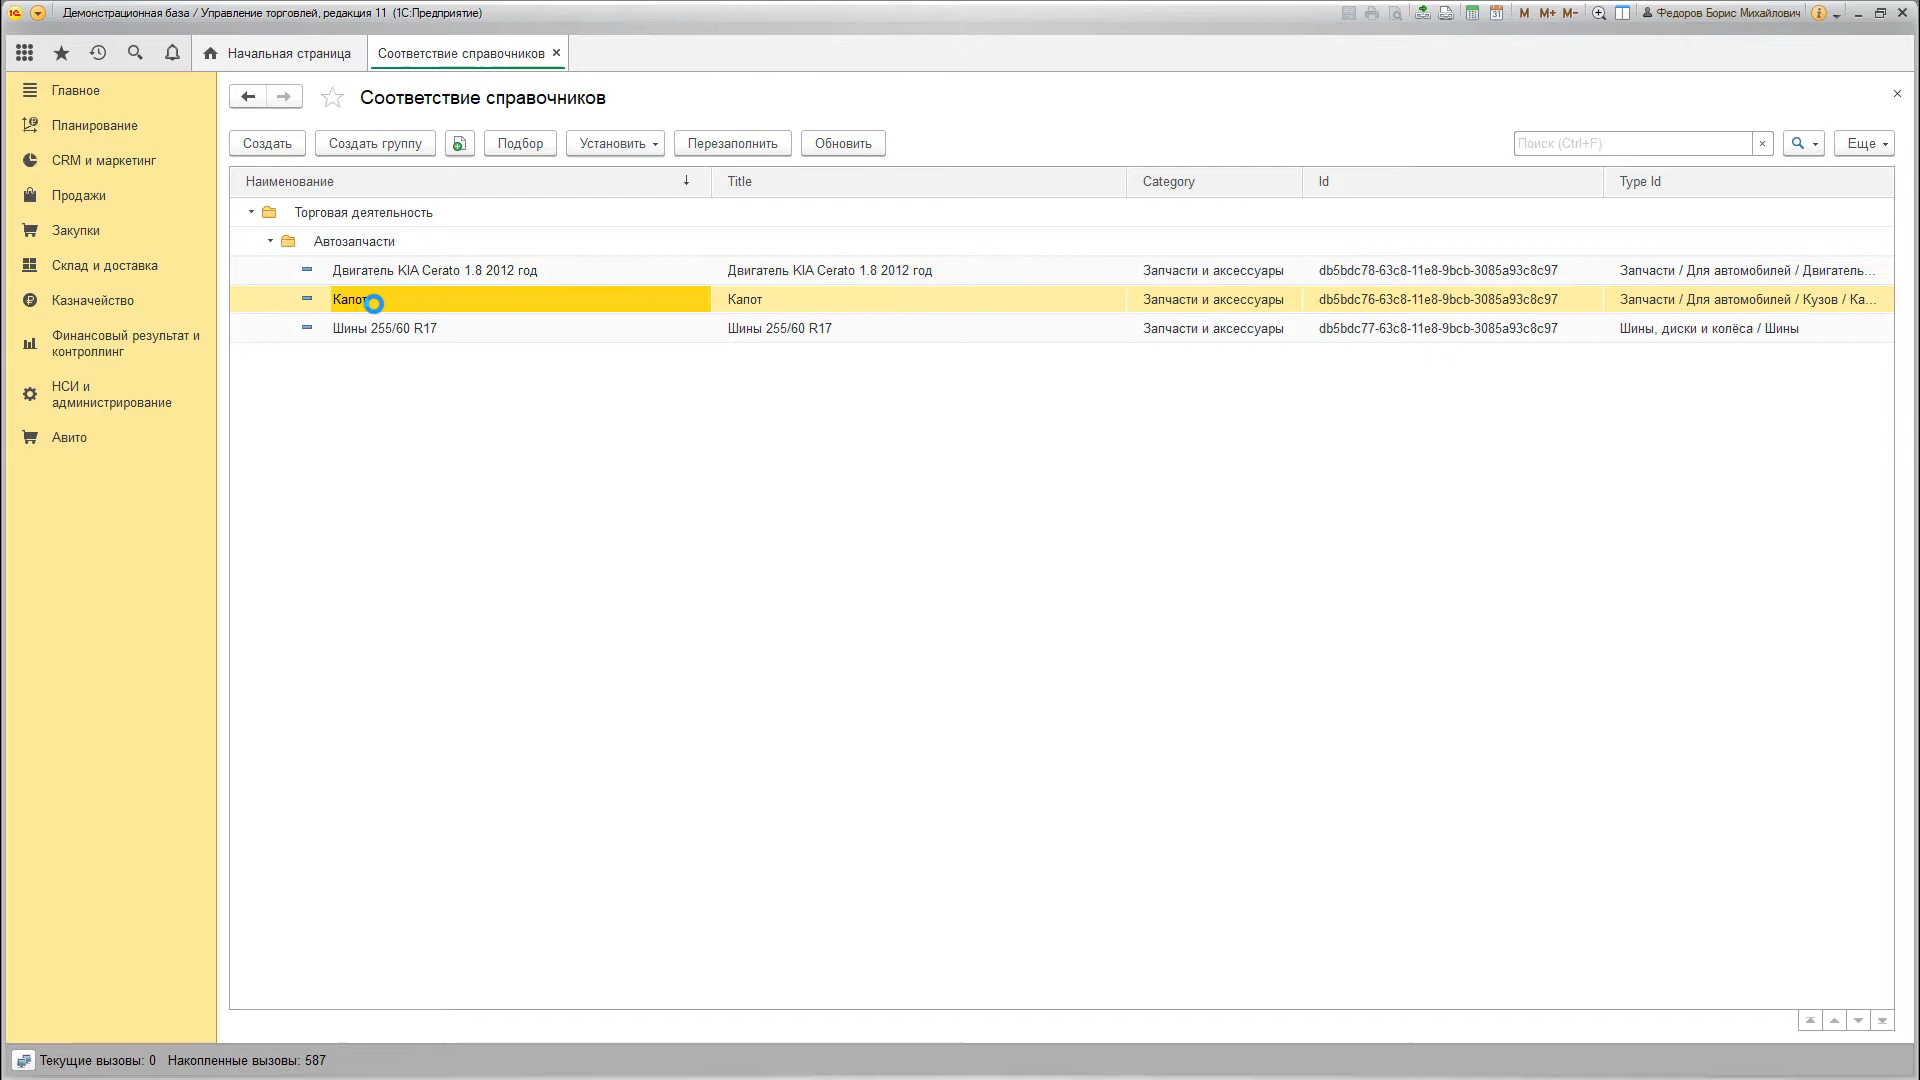 Демонстрационная база / Управление торговлей, редакция 11 (1С:Предприятие)
M M+ M- Федоров Борис Михайлович
Начальная страница
Соответствие справочников
Главное
Планирование
CRM и маркетинг
Продажи
Закупки
Склад и доставка
Казначейство
Финансовый результат и
контроллинг
НСИ и
администрирование
Авито
Соответствие справочников
Создать Создать группу Подбор Установить Перезаполнить Обновить Поиск (Ctrl+F) Еще
Наименование Title Category Id Type Id
Торговая деятельность
Автозапчасти
Двигатель KIA Cerato 1.8 2012 год Двигатель KIA Cerato 1.8 2012 год Запчасти и аксессуары db5bdc78-63c8-11e8-9bcb-3085a93c8c97 Запчасти / Для автомобилей / Двигатель...
Капот Капот Запчасти и аксессуары db5bdc76-63c8-11e8-9bcb-3085a93c8c97 Запчасти / Для автомобилей / Кузов / Ка...
Шины 255/60 R17 Шины 255/60 R17 Запчасти и аксессуары db5bdc77-63c8-11e8-9bcb-3085a93c8c97 Шины, диски и колёса / Шины
Текущие вызовы: 0 Накопленные вызовы: 587